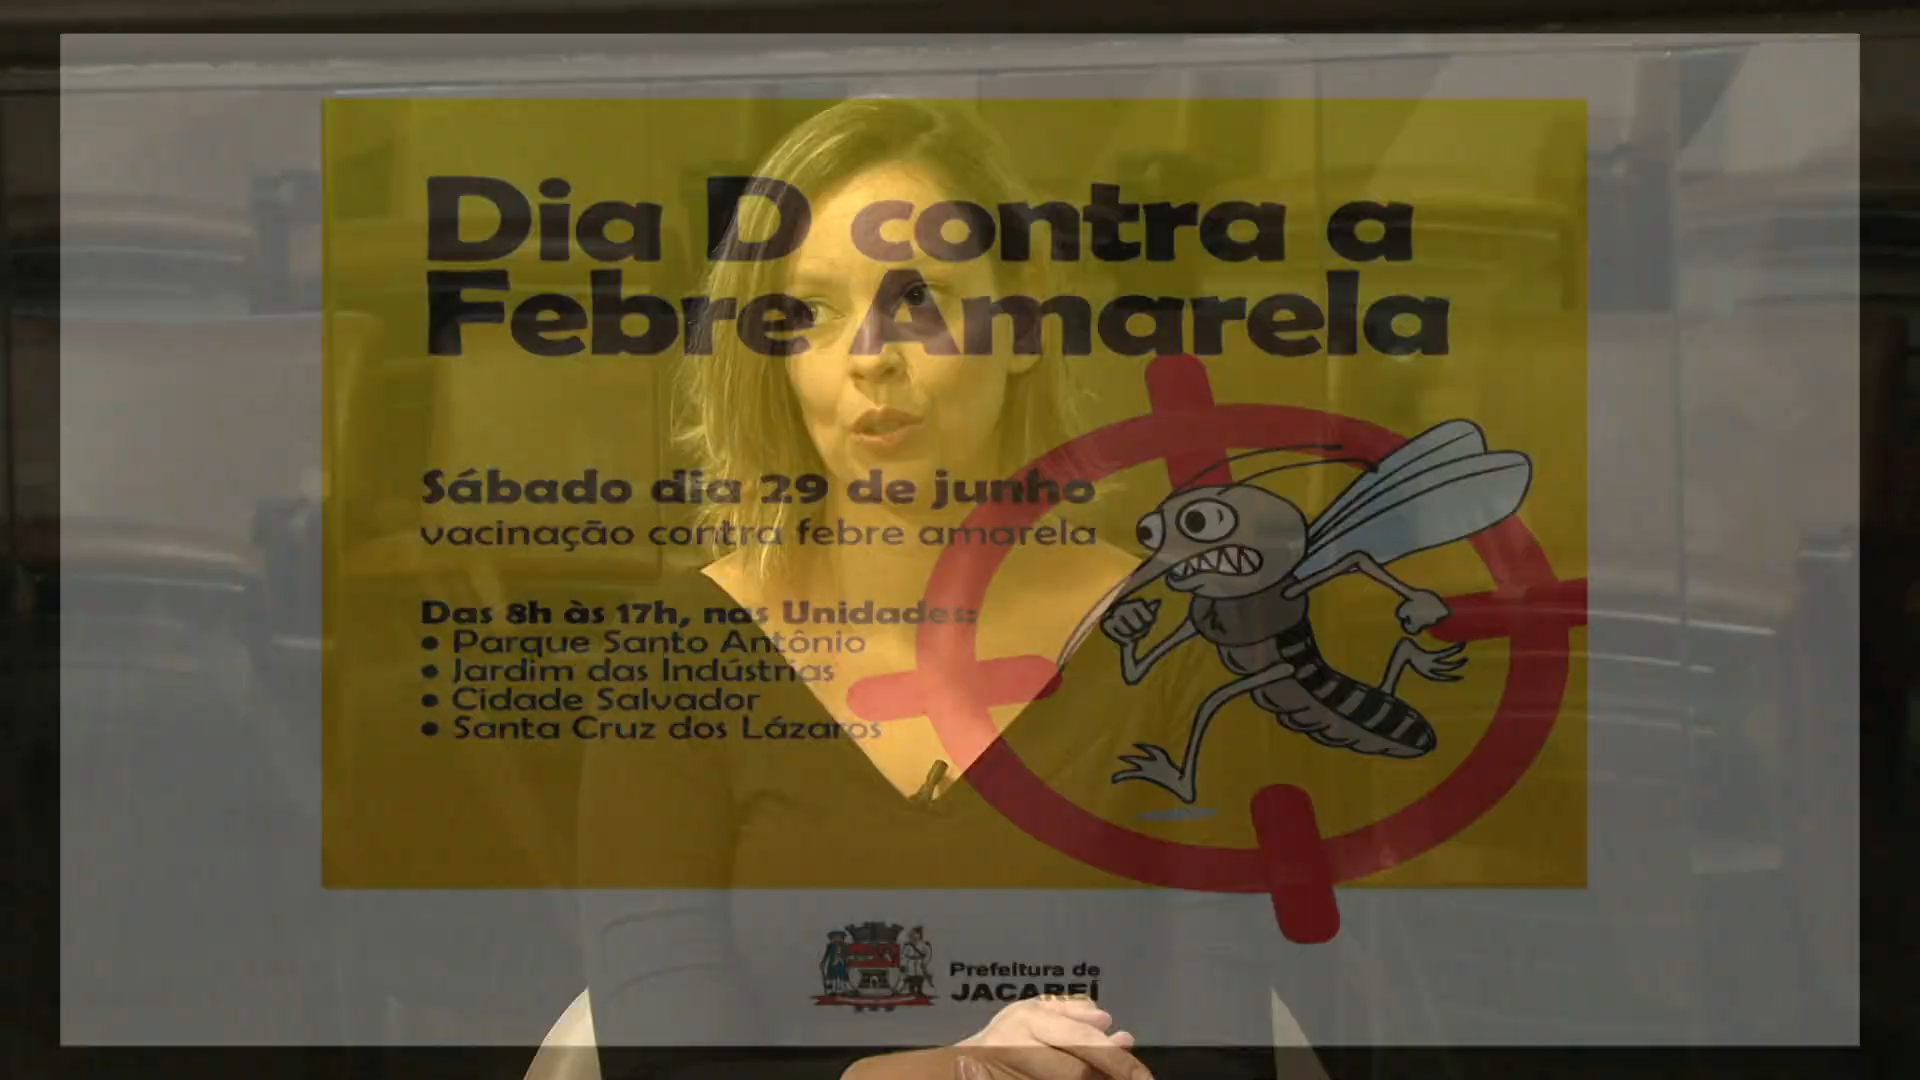 Dia D contra a
Febre Amarela
Sábado dia 29 de junho
vacinação contra febre amarela
Das 8h às 17h, nas Unidades:
• Parque Santo Antônio
• Jardim das Indústrias
• Cidade Salvador
• Santa Cruz dos Lázaros
Prefeitura de
JACAREÍ